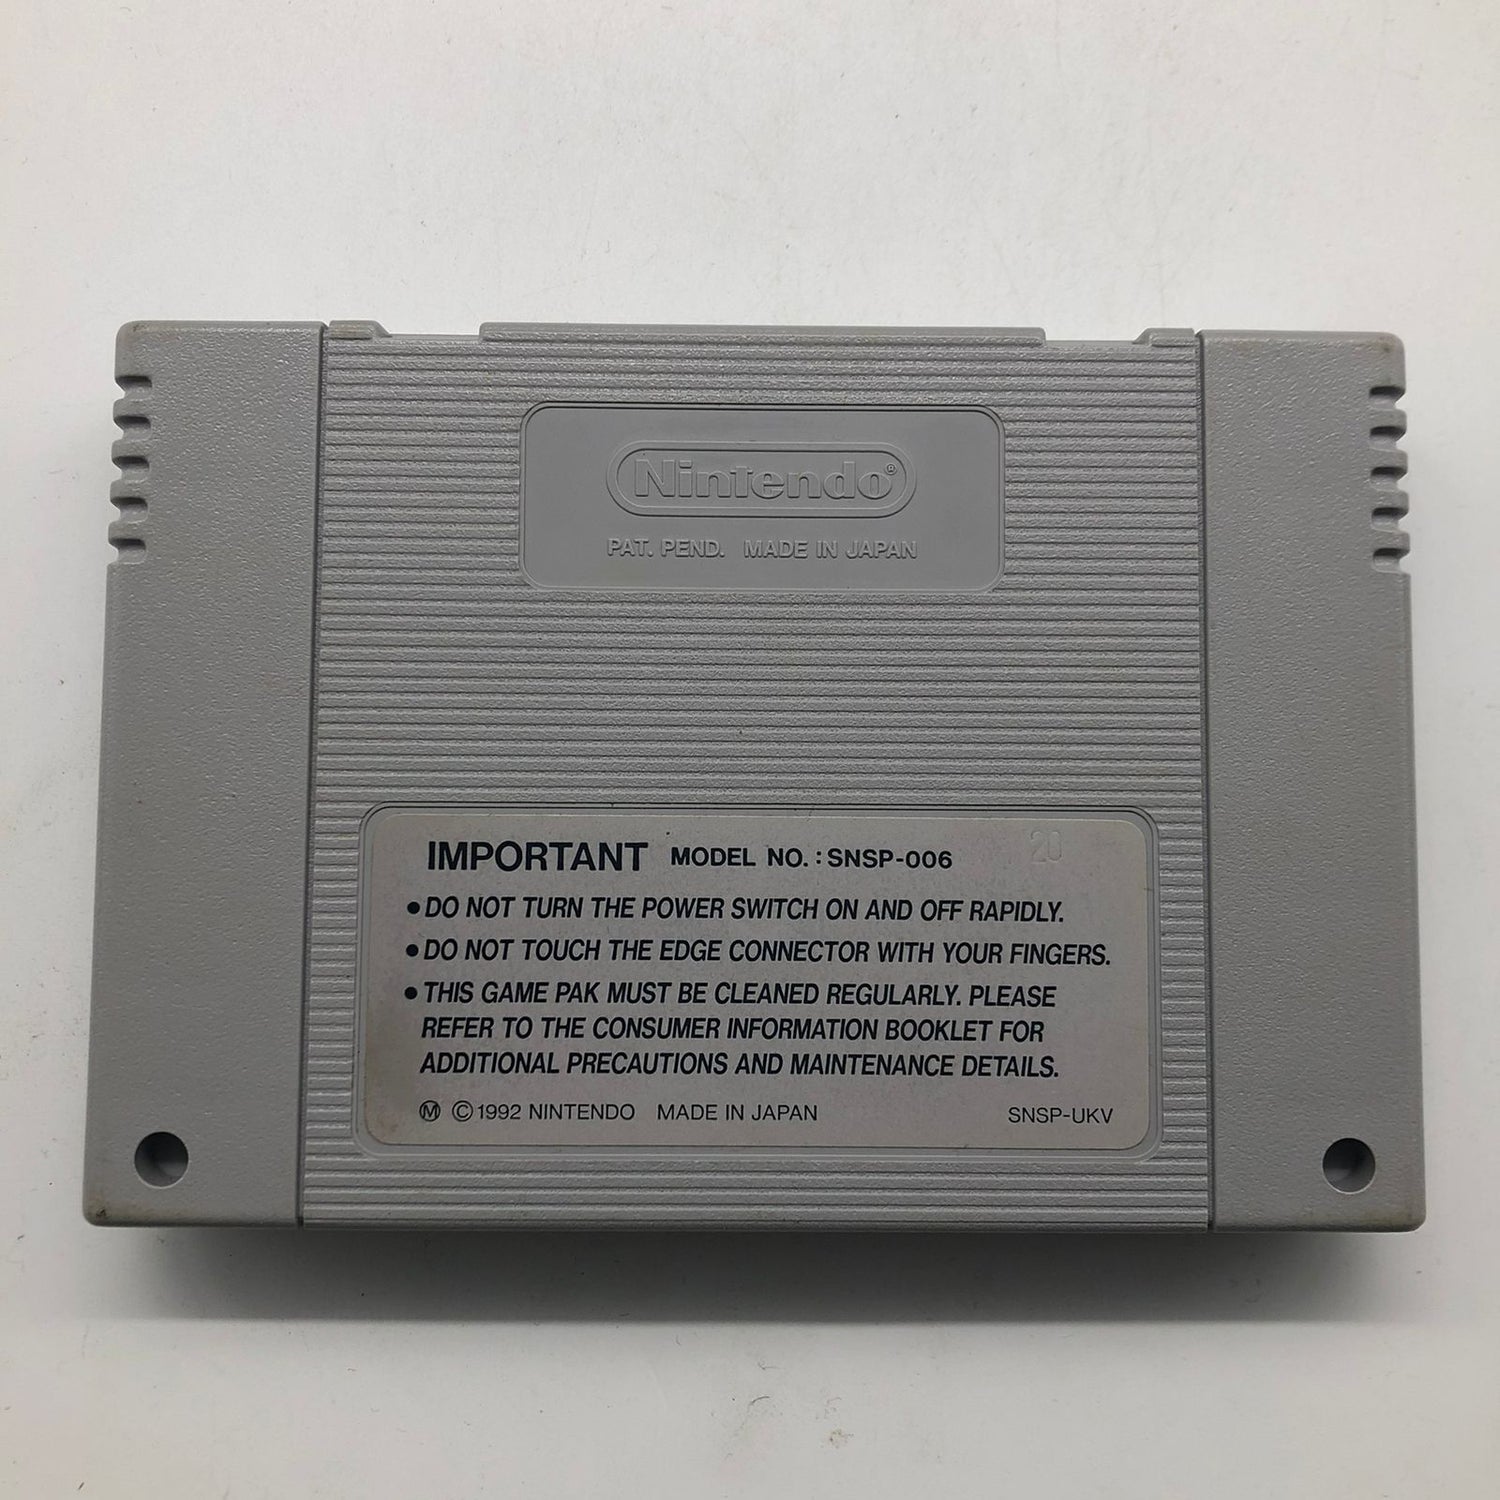 Nintendo®
PAT. PEND. MADE IN JAPAN
IMPORTANT MODEL NO. : SNSP-006 20
•DO NOT TURN THE POWER SWITCH ON AND OFF RAPIDLY.
•DO NOT TOUCH THE EDGE CONNECTOR WITH YOUR FINGERS.
•THIS GAME PAK MUST BE CLEANED REGULARLY. PLEASE
REFER TO THE CONSUMER INFORMATION BOOKLET FOR
ADDITIONAL PRECAUTIONS AND MAINTENANCE DETAILS.
Ⓜ ©1992 NINTENDO MADE IN JAPAN SNSP-UKV